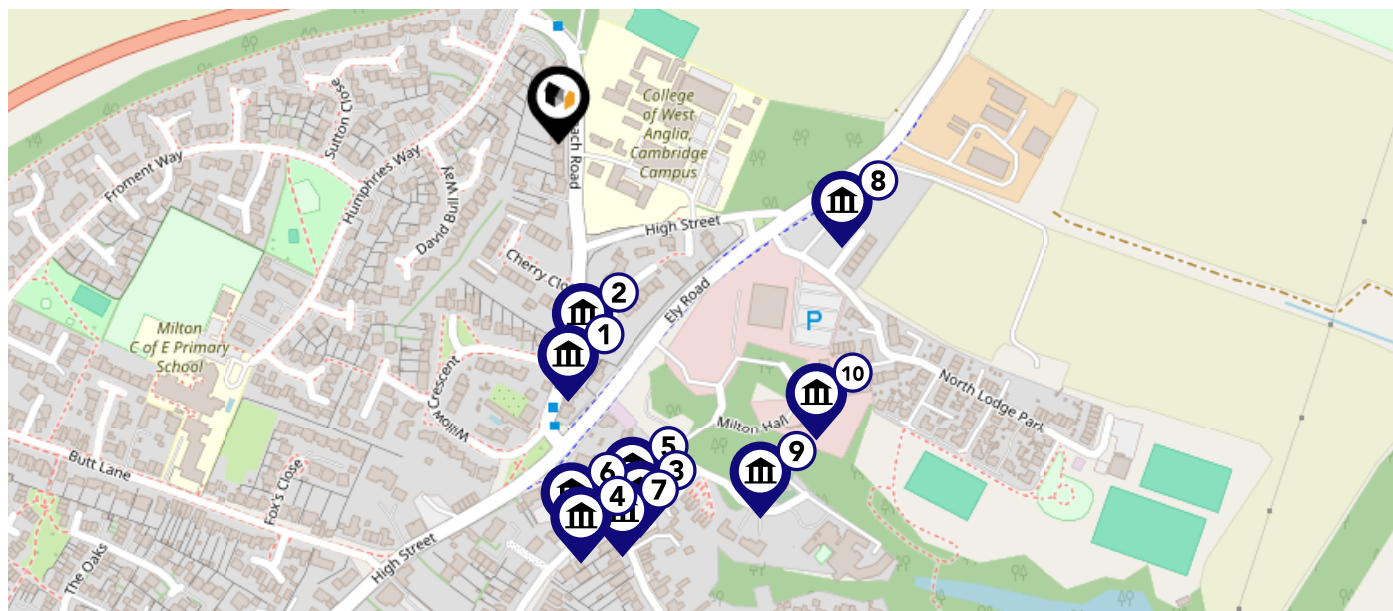 College
of West
Anglia,
Cambridge
Campus
Sutton Close
Froment Way
Humphries Way
David Bull Way
each Road
8
High Street
Cherry Clo
2
Ely Road
1
P
Milton
C of E Primary
School
Willow Crescent
10
North Lodge Park
Milton Hall
5
9
6
3
4
7
Butt Lane
Fox's Close
High Street
The Oaks